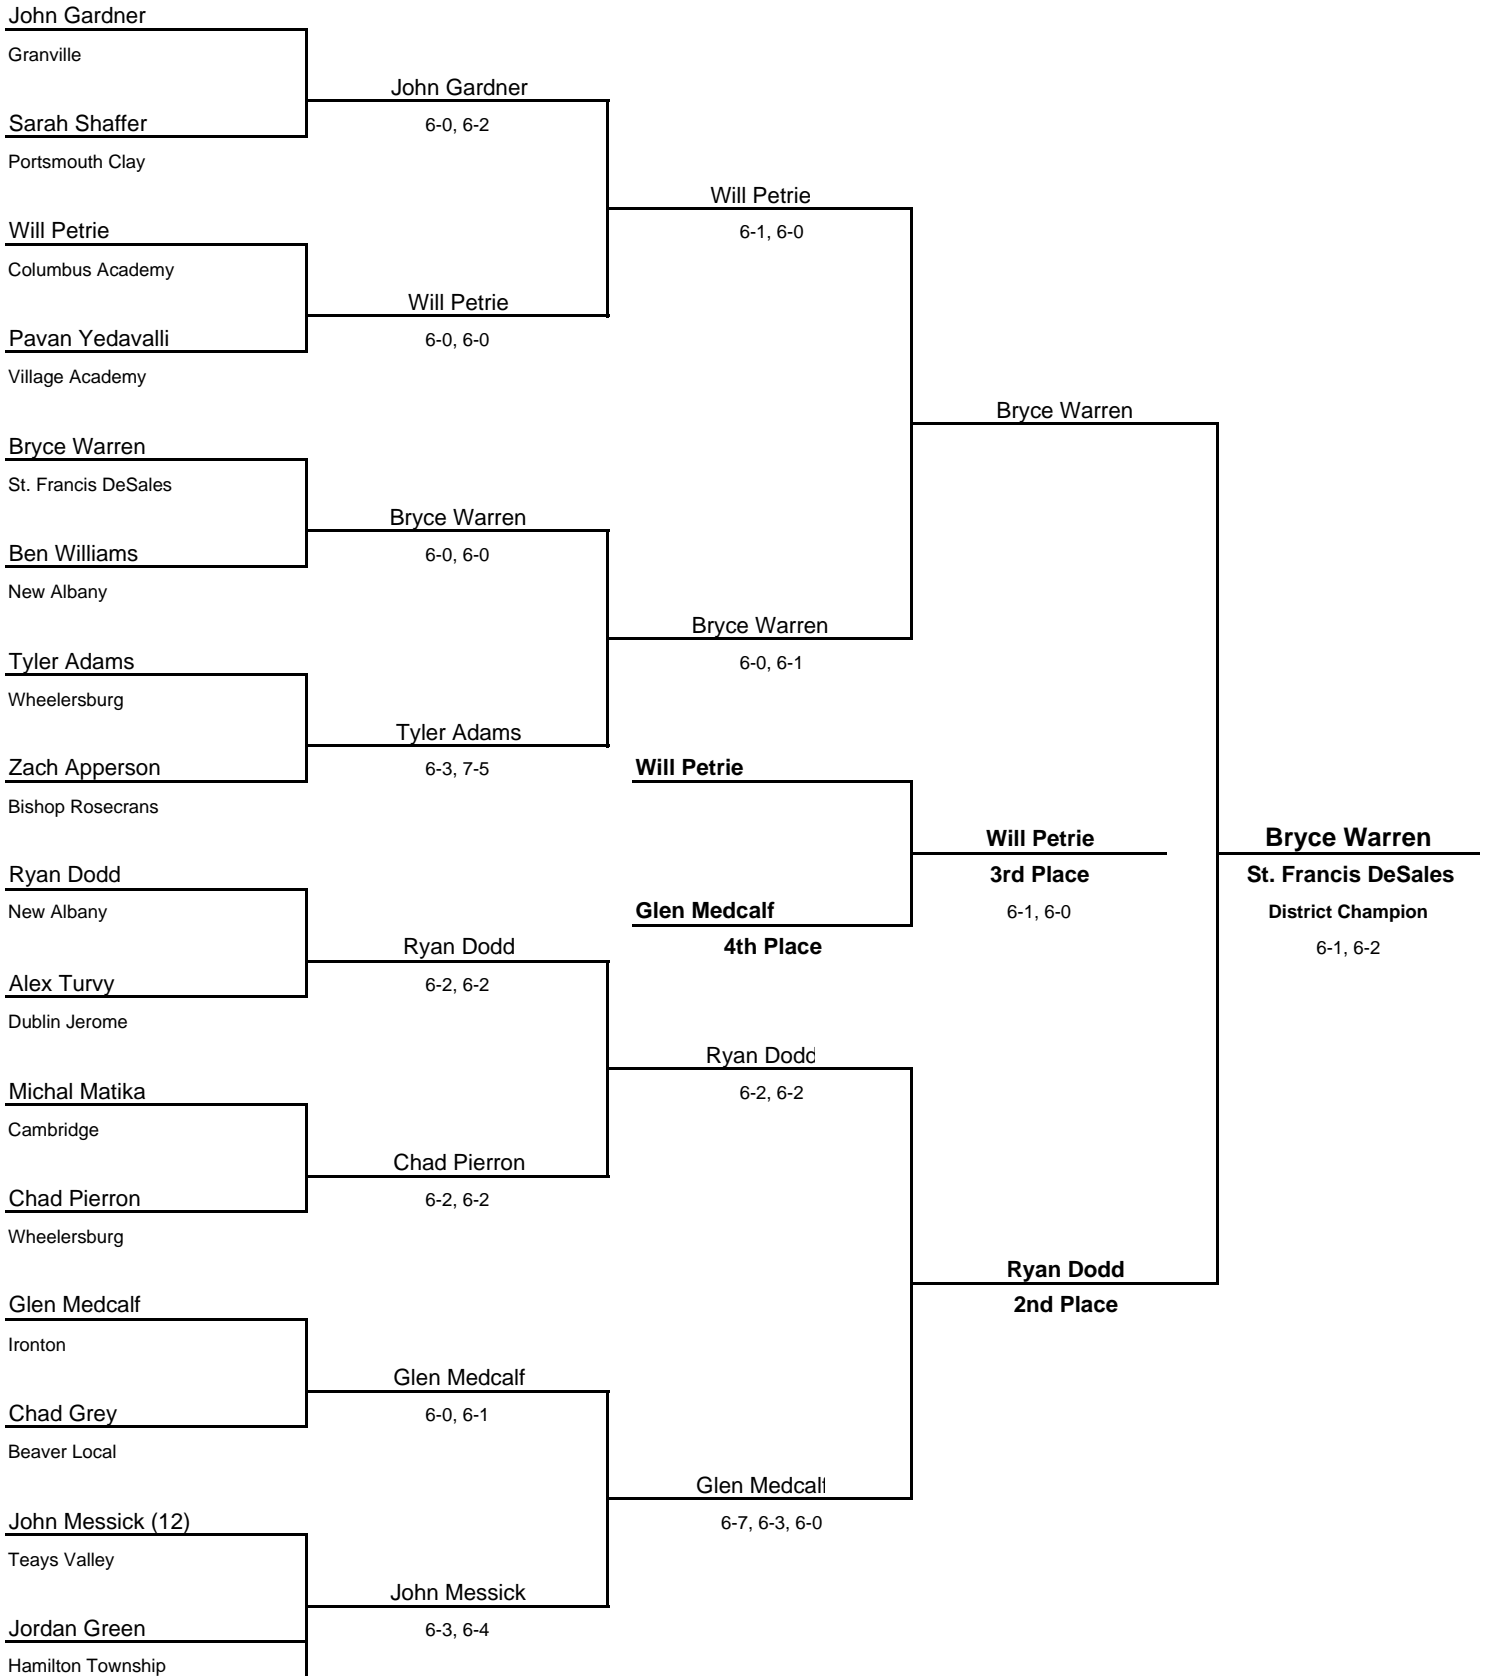 John Gardner
Granville
John Gardner
Sarah Shaffer
6-0, 6-2
Portsmouth Clay
Will Petrie
Will Petrie
6-1, 6-0
Columbus Academy
Will Petrie
Pavan Yedavalli
6-0, 6-0
Village Academy
Bryce Warren
Bryce Warren
St. Francis DeSales
Bryce Warren
Ben Williams
6-0, 6-0
New Albany
Bryce Warren
Tyler Adams
6-0, 6-1
Wheelersburg
Tyler Adams
Zach Apperson
6-3, 7-5
Will Petrie
Bishop Rosecrans
Will Petrie
Bryce Warren
Ryan Dodd
3rd Place
St. Francis DeSales
New Albany
Glen Medcalf
6-1, 6-0
District Champion
Ryan Dodd
4th Place
6-1, 6-2
Alex Turvy
6-2, 6-2
Dublin Jerome
Ryan Dodd
Michal Matika
6-2, 6-2
Cambridge
Chad Pierron
Chad Pierron
6-2, 6-2
Wheelersburg
Ryan Dodd
Glen Medcalf
2nd Place
Ironton
Glen Medcalf
Chad Grey
6-0, 6-1
Beaver Local
Glen Medcalf
John Messick (12)
6-7, 6-3, 6-0
Teays Valley
John Messick
Jordan Green
6-3, 6-4
Hamilton Township